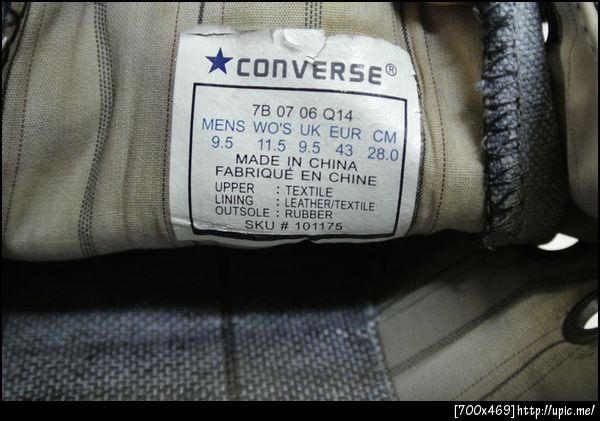 CONVERSE®
7B 07 06 Q14
MENS WO'S UK EUR CM
9.5 11.5 9.5 43 28.0
MADE IN CHINA
FABRIQUÉ EN CHINE
UPPER : TEXTILE
LINING : LEATHER/TEXTILE
OUTSOLE : RUBBER
SKU # 101175
[700x469]http://upic.me/